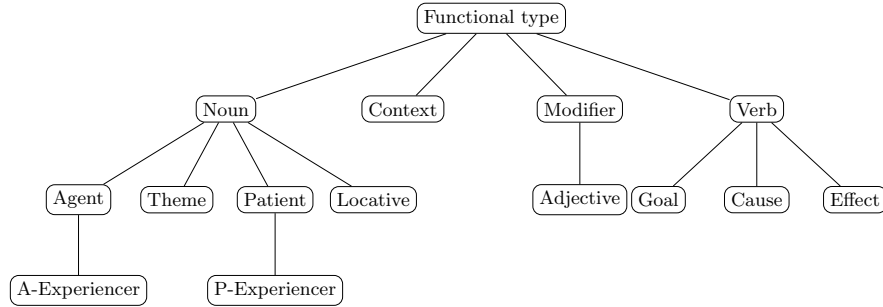 Functional type
Noun
Context
Modifier
Verb
Agent
Theme
Patient
Locative
Adjective
Goal
Cause
Effect
A-Experiencer
P-Experiencer